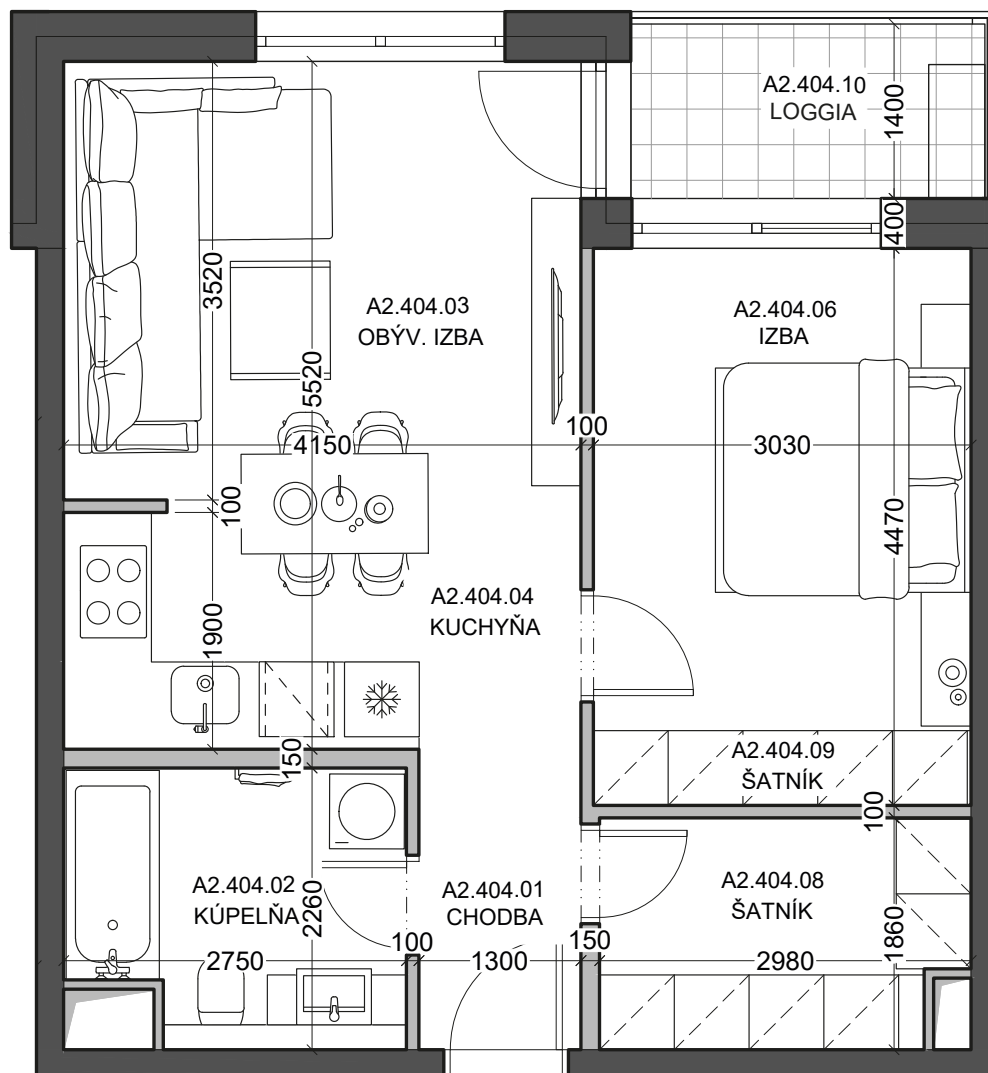 A2.404.10
LOGGIA
1400
400
3520
A2.404.03
OBÝV. IZBA
5520
A2.404.06
IZBA
100
4150
3030
100
4470
A2.404.04
KUCHYŇA
1900
150
A2.404.09
ŠATNÍK
100
A2.404.02
KÚPELŇA
2260
A2.404.01
CHODBA
A2.404.08
ŠATNÍK
1860
2750
100
1300
150
2980